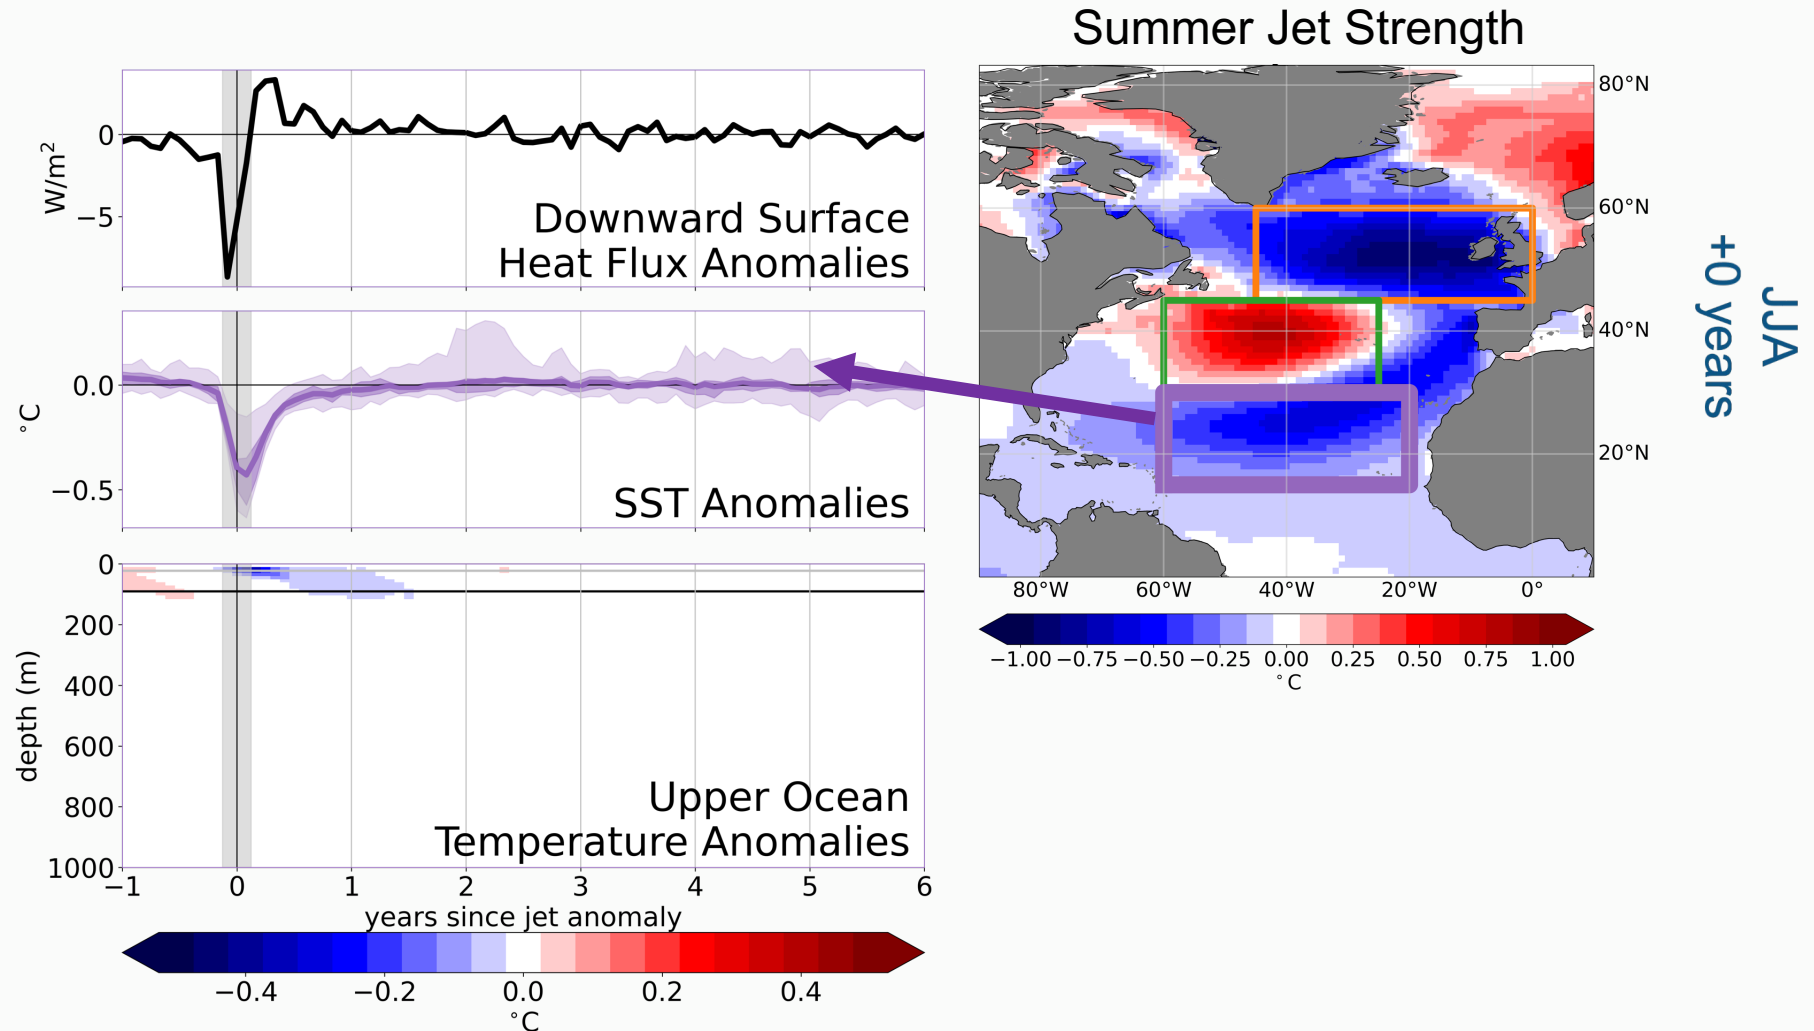 Summer Jet Strength
0
−5
W/m2
Downward Surface
Heat Flux Anomalies
0.0
−0.5
°C
SST Anomalies
0
200
400
600
800
1000
depth (m)
Upper Ocean
Temperature Anomalies
−1 0 1 2 3 4 5 6
years since jet anomaly
−0.4 −0.2 0.0 0.2 0.4
°C
80°N
60°N
40°N
20°N
80°W 60°W 40°W 20°W 0°
−1.00 −0.75 −0.50 −0.25 0.00 0.25 0.50 0.75 1.00
°C
JJA
+0 years